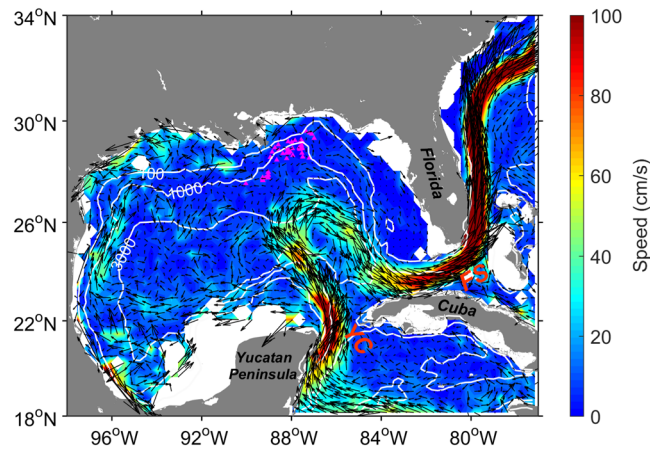 34°N
30°N
26°N
22°N
18°N
96°W
92°W
88°W
84°W
80°W
100
1000
3000
Florida
FS
Cuba
YC
Yucatan
Peninsula
100
80
60
40
20
0
Speed (cm/s)